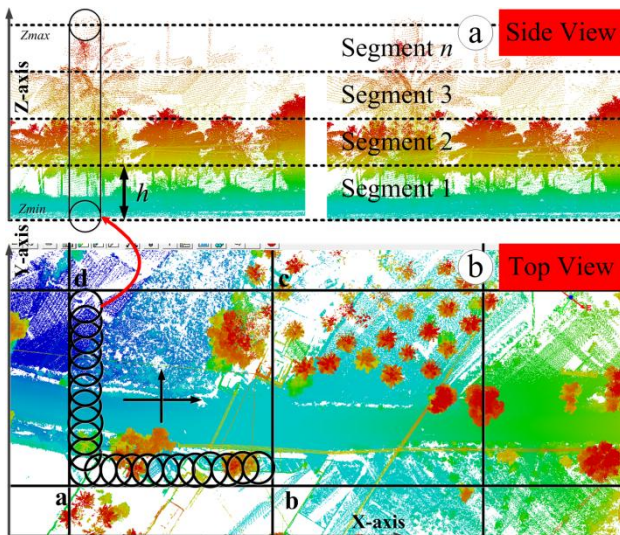 Zmax
Segment n
a
Side View
Z-axis
Segment 3
Segment 2
h
Segment 1
Zmin
Y-axis
d
c
b
Top View
a
b
X-axis